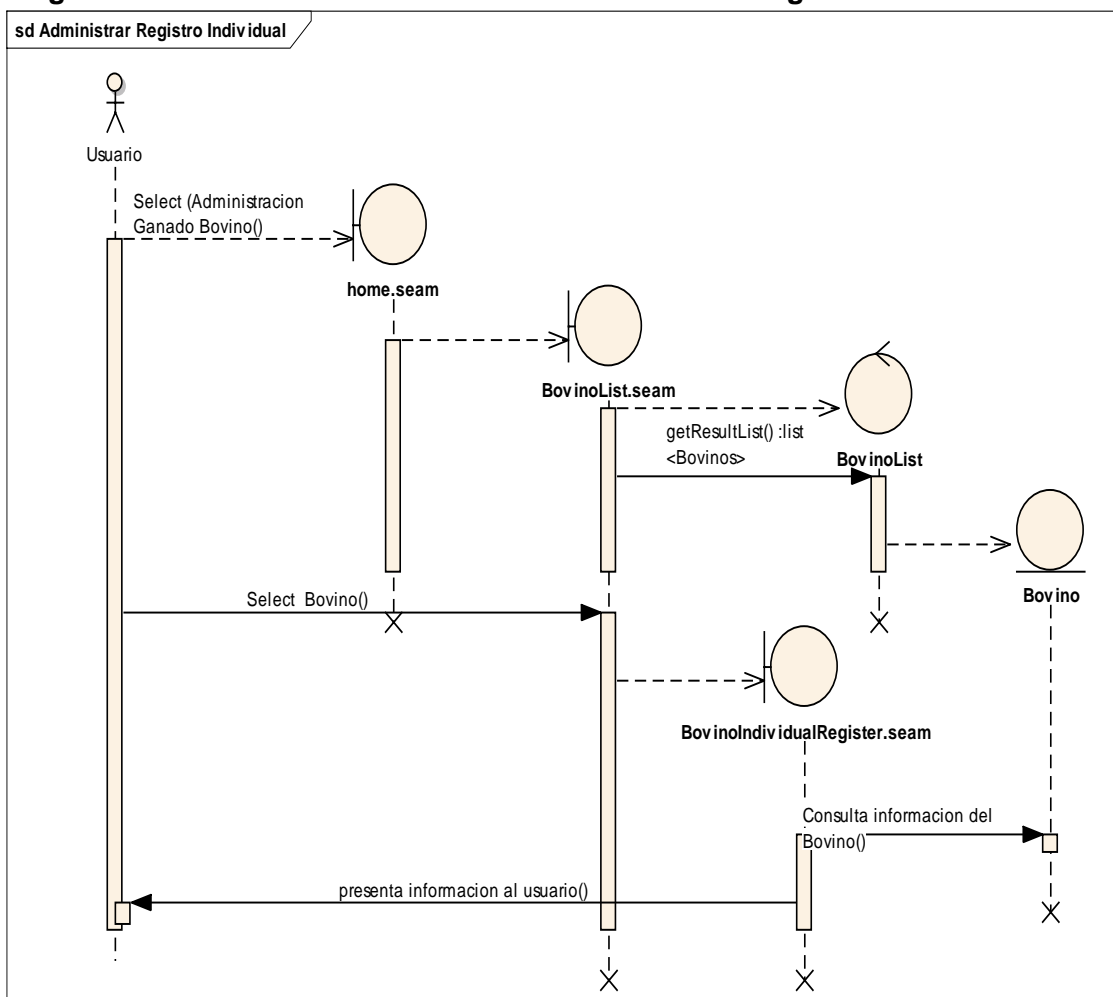 sd Administrar Registro Individual
Usuario
Select (Administracion
Ganado Bovino()
home.seam
BovinoList.seam
getResultList() :list
<Bovinos>
BovinoList
Bovino
Select  Bovino()
BovinoIndividualRegister.seam
Consulta informacion del
Bovino()
presenta informacion al usuario()